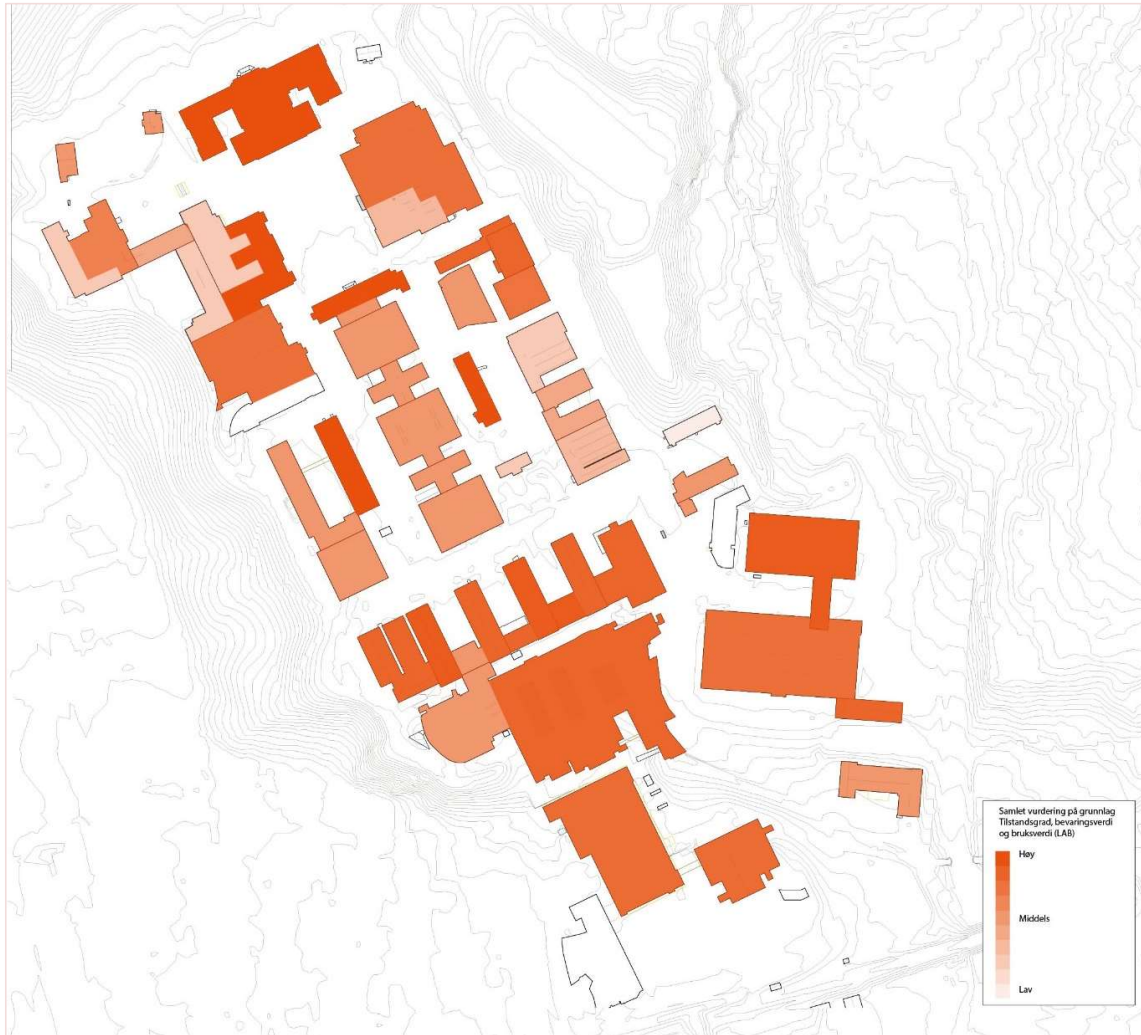 Samlet vurdering på grunnlag
Tilstandsgrad, bevaringsverdi
og bruksverdi (LAB)
Høy
Middels
Lav